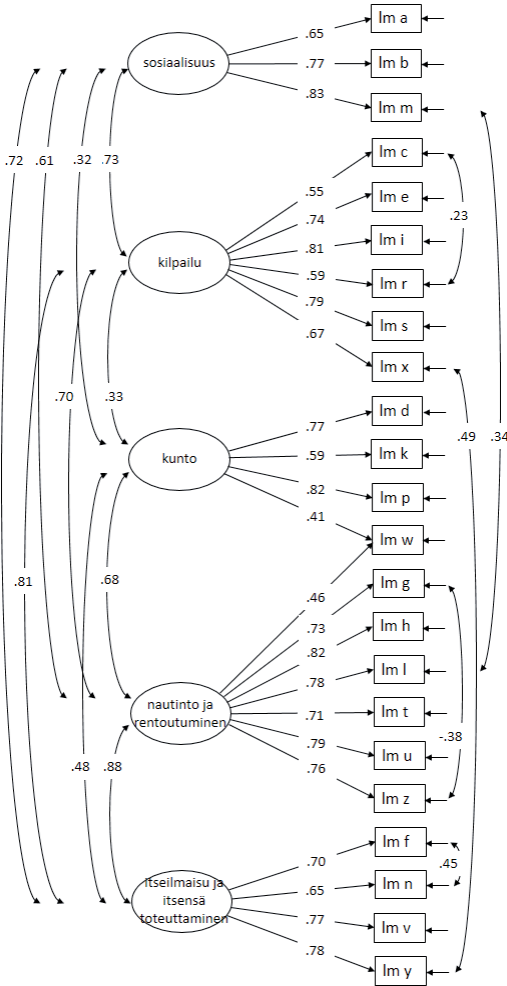 .65
lm a
sosiaalisuus
.77
lm b
.83
lm m
.72
.61
.32
.73
.55
lm c
.74
lm e
.23
kilpailu
.81
lm i
.59
lm r
.79
lm s
.67
lm x
.70
.33
.77
lm d
.49
.34
kunto
.59
lm k
.82
lm p
.41
lm w
.81
.68
.46
.73
lm g
.82
lm h
.78
lm l
nautinto ja
rentoutuminen
.71
lm t
-.38
.79
lm u
.48
.88
.76
lm z
.70
lm f
.45
itseilmaisu ja
itsensä
toteuttaminen
.65
lm n
.77
lm v
.78
lm y